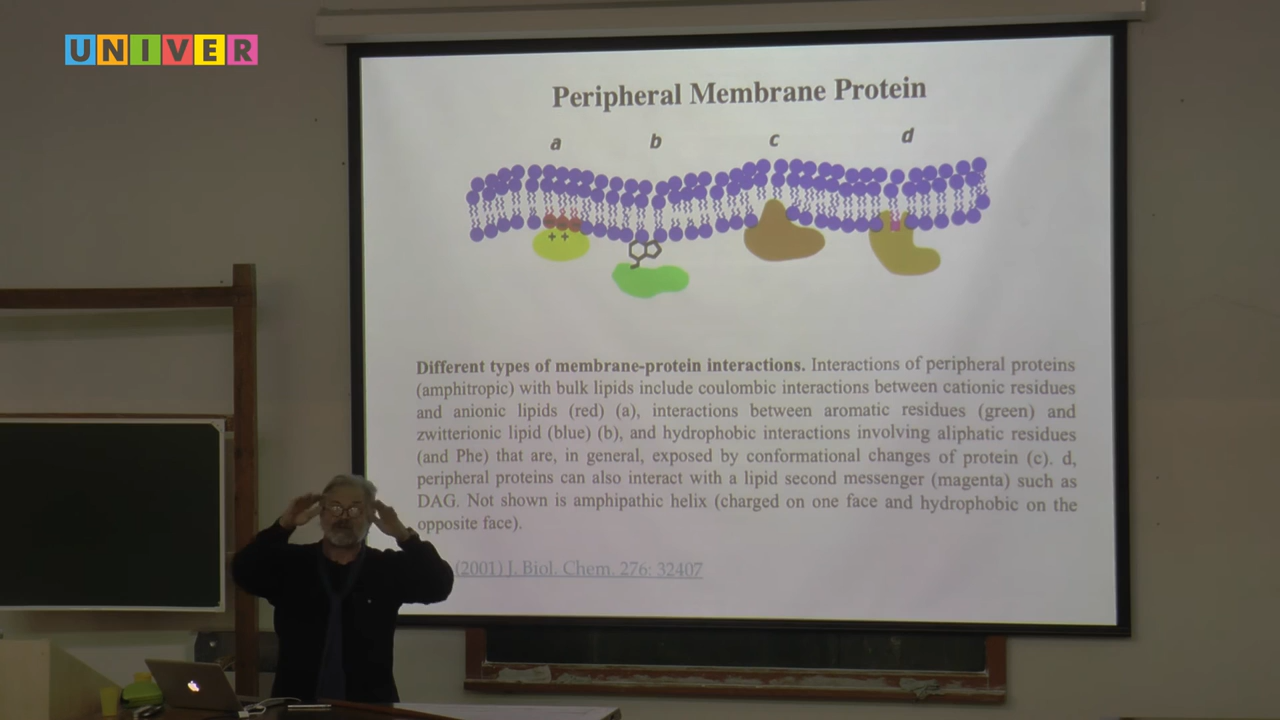 UNIVER
Peripheral Membrane Protein
a b c d
+ +
Different types of membrane-protein interactions. Interactions of peripheral proteins
(amphitropic) with bulk lipids include coulombic interactions between cationic residues
and anionic lipids (red) (a), interactions between aromatic residues (green) and
zwitterionic lipid (blue) (b), and hydrophobic interactions involving aliphatic residues
(and Phe) that are, in general, exposed by conformational changes of protein (c). d,
peripheral proteins can also interact with a lipid second messenger (magenta) such as
DAG. Not shown is amphipathic helix (charged on one face and hydrophobic on the
opposite face).
(2001) J. Biol. Chem. 276: 32407